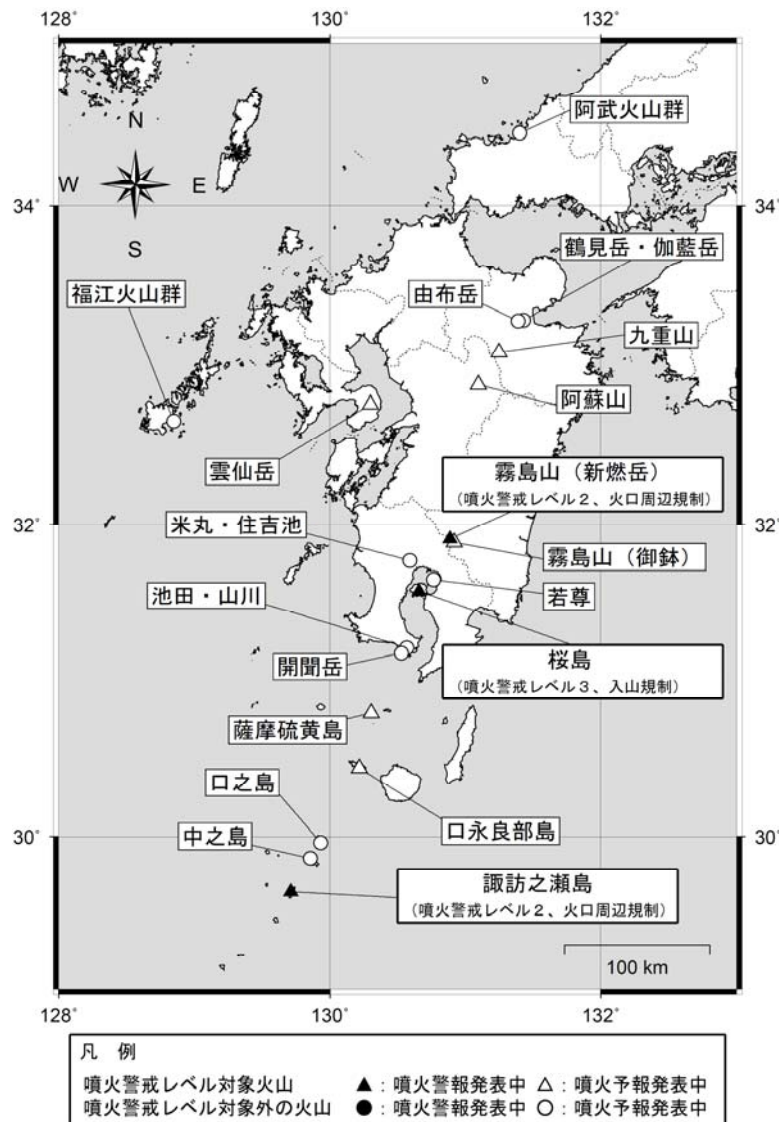 128°
130°
132°
N
W
E
S
阿武火山群
34°
34°
鶴見岳・伽藍岳
由布岳
福江火山群
九重山
阿蘇山
雲仙岳
霧島山（新燃岳）
（噴火警戒レベル２、火口周辺規制）
32°
32°
米丸・住吉池
霧島山（御鉢）
池田・山川
若尊
開聞岳
桜島
（噴火警戒レベル３、入山規制）
薩摩硫黄島
口之島
口永良部島
30°
30°
中之島
諏訪之瀬島
（噴火警戒レベル２、火口周辺規制）
100 km
128°
130°
132°
凡　例
噴火警戒レベル対象火山　▲：噴火警報発表中 △：噴火予報発表中
噴火警戒レベル対象外の火山　●：噴火警報発表中 ○：噴火予報発表中